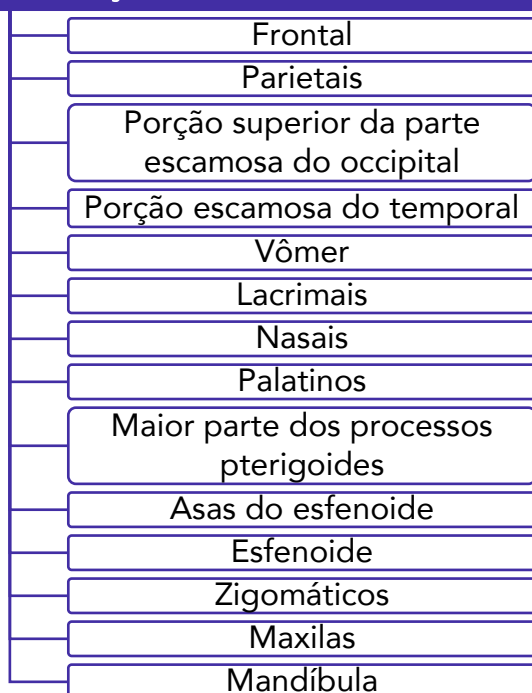 Frontal
Parietais
Porção superior da parte
escamosa do occipital
Porção escamosa do temporal
Vômer
Lacrimais
Nasais
Palatinos
Maior parte dos processos
pterigoides
Asas do esfenoide
Esfenoide
Zigomáticos
Maxilas
Mandíbula